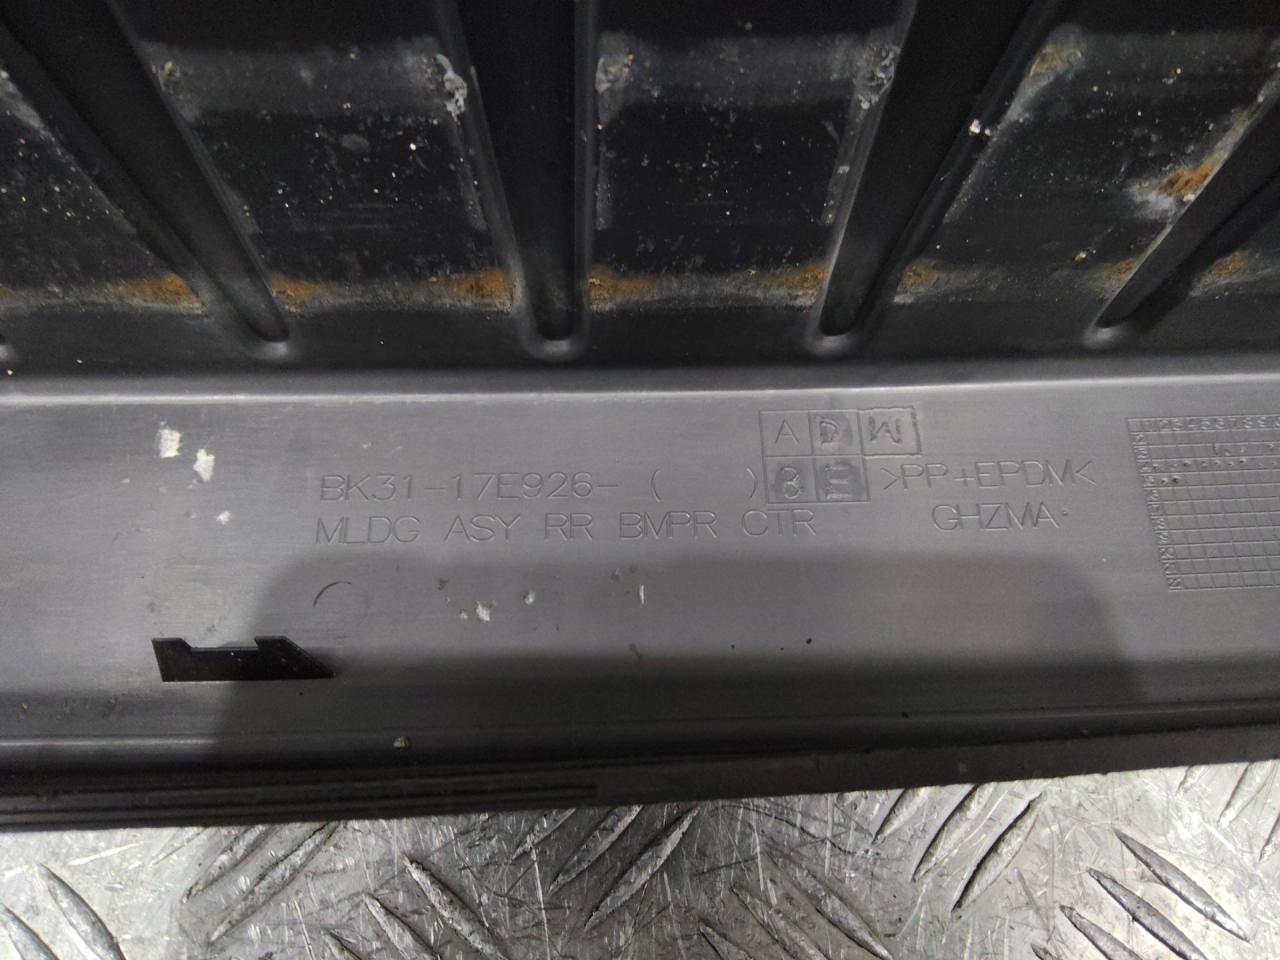 A D W
BK31-17E926- ( ) B E >PP+EPDM<
MLDG ASY RR BMPR CTR GHZMA